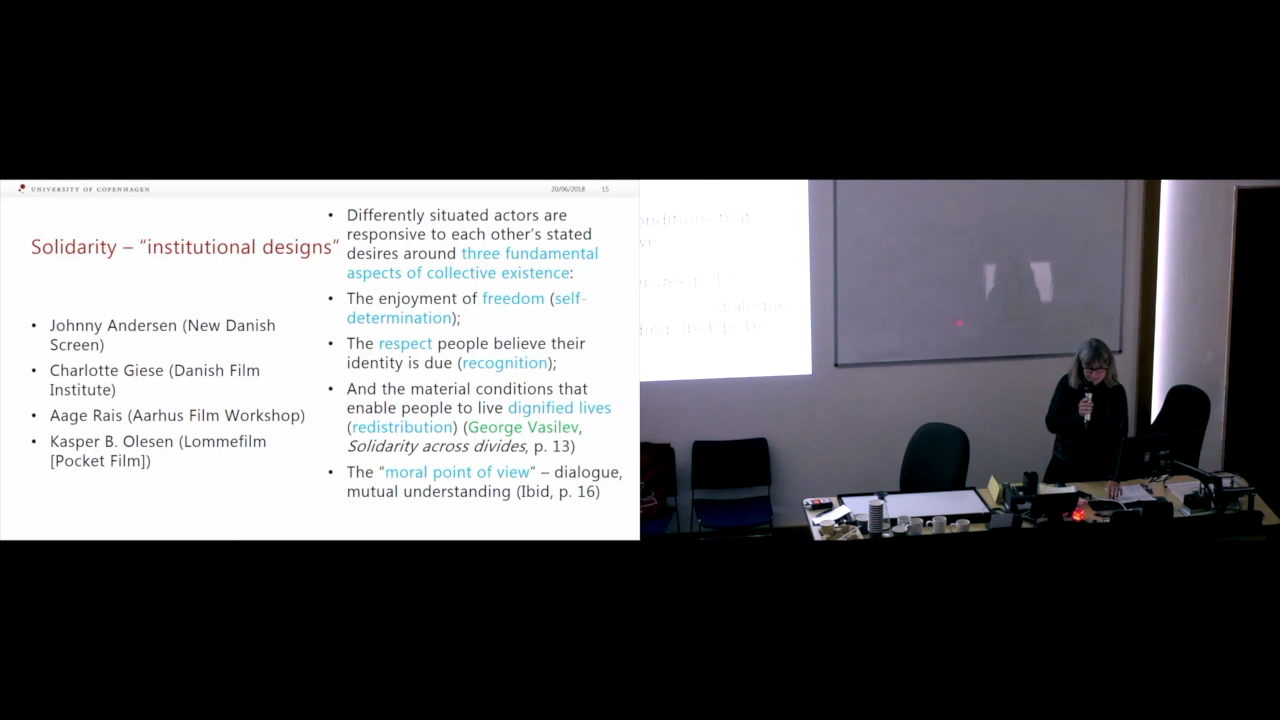 UNIVERSITY OF COPENHAGEN
20/06/2018 15
Solidarity – “institutional designs”
• Johnny Andersen (New Danish
Screen)
• Charlotte Giese (Danish Film
Institute)
• Aage Rais (Aarhus Film Workshop)
• Kasper B. Olesen (Lommefilm
[Pocket Film])
• Differently situated actors are
responsive to each other’s stated
desires around three fundamental
aspects of collective existence:
• The enjoyment of freedom (self-
determination);
• The respect people believe their
identity is due (recognition);
• And the material conditions that
enable people to live dignified lives
(redistribution) (George Vasilev,
Solidarity across divides, p. 13)
• The “moral point of view” – dialogue,
mutual understanding (Ibid, p. 16)